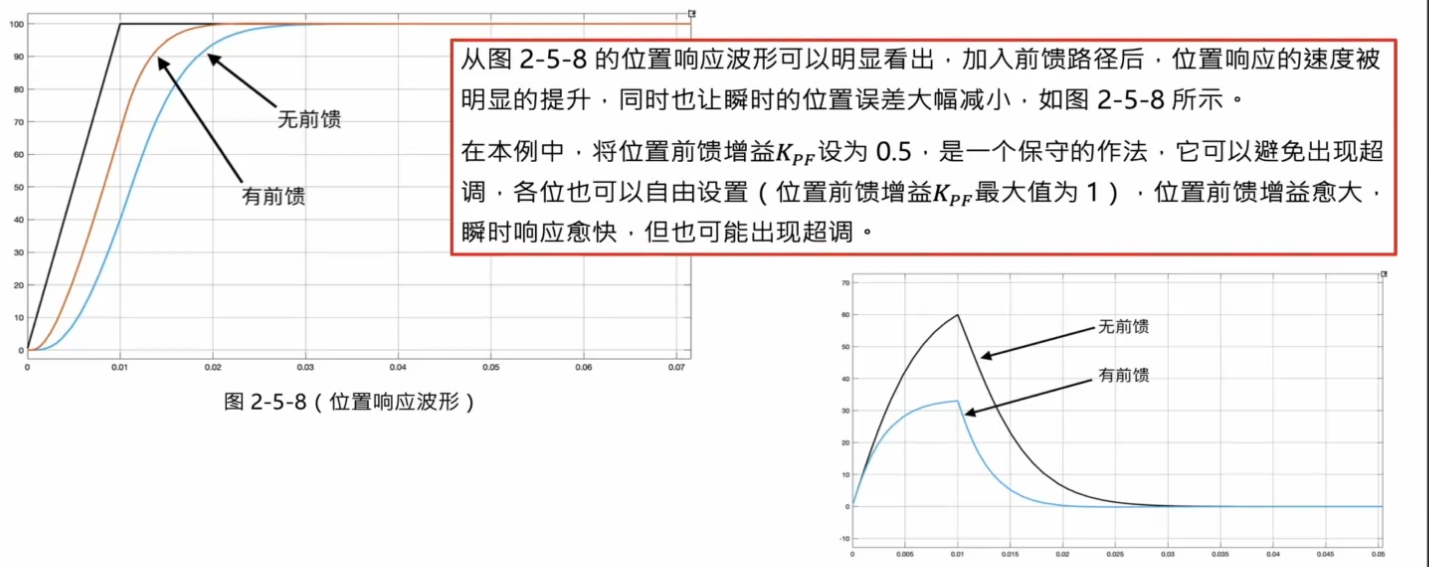 100
90
80
70
60
50
40
30
20
10
0
0 0.01 0.02 0.03 0.04 0.05 0.06 0.07
无前馈
有前馈
图 2-5-8（位置响应波形）
从图 2-5-8 的位置响应波形可以明显看出，加入前馈路径后，位置响应的速度被
明显的提升，同时也让瞬时的位置误差大幅减小，如图 2-5-8 所示。
在本例中，将位置前馈增益K_PF设为 0.5，是一个保守的作法，它可以避免出现超
调，各位也可以自由设置（位置前馈增益K_PF最大值为 1），位置前馈增益愈大，
瞬时响应愈快，但也可能出现超调。
70
60
50
40
30
20
10
0
-10
0 0.005 0.01 0.015 0.02 0.025 0.03 0.035 0.04 0.045 0.05
无前馈
有前馈